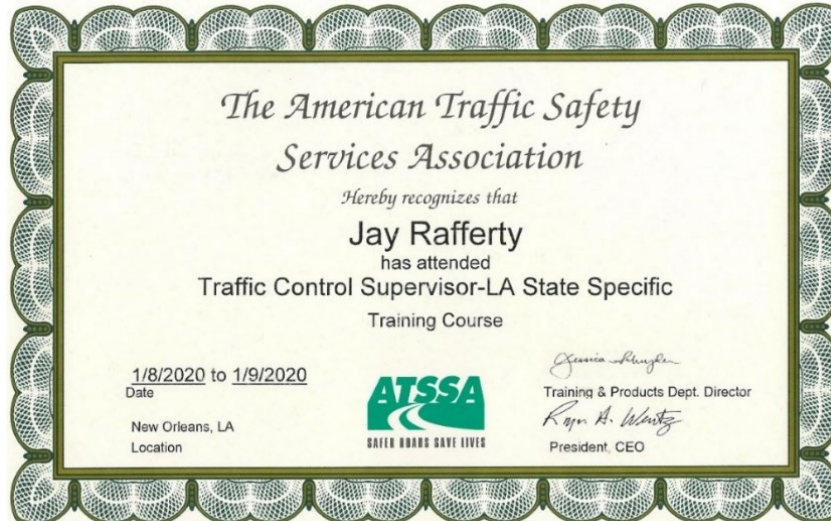 The American Traffic Safety
Services Association
Hereby recognizes that
Jay Rafferty
has attended
Traffic Control Supervisor-LA State Specific
Training Course
1/8/2020 to 1/9/2020
Date
New Orleans, LA
Location
ATSSA
SAFER ROADS SAVE LIVES
Training & Products Dept. Director
Roger A. Wentz
President, CEO